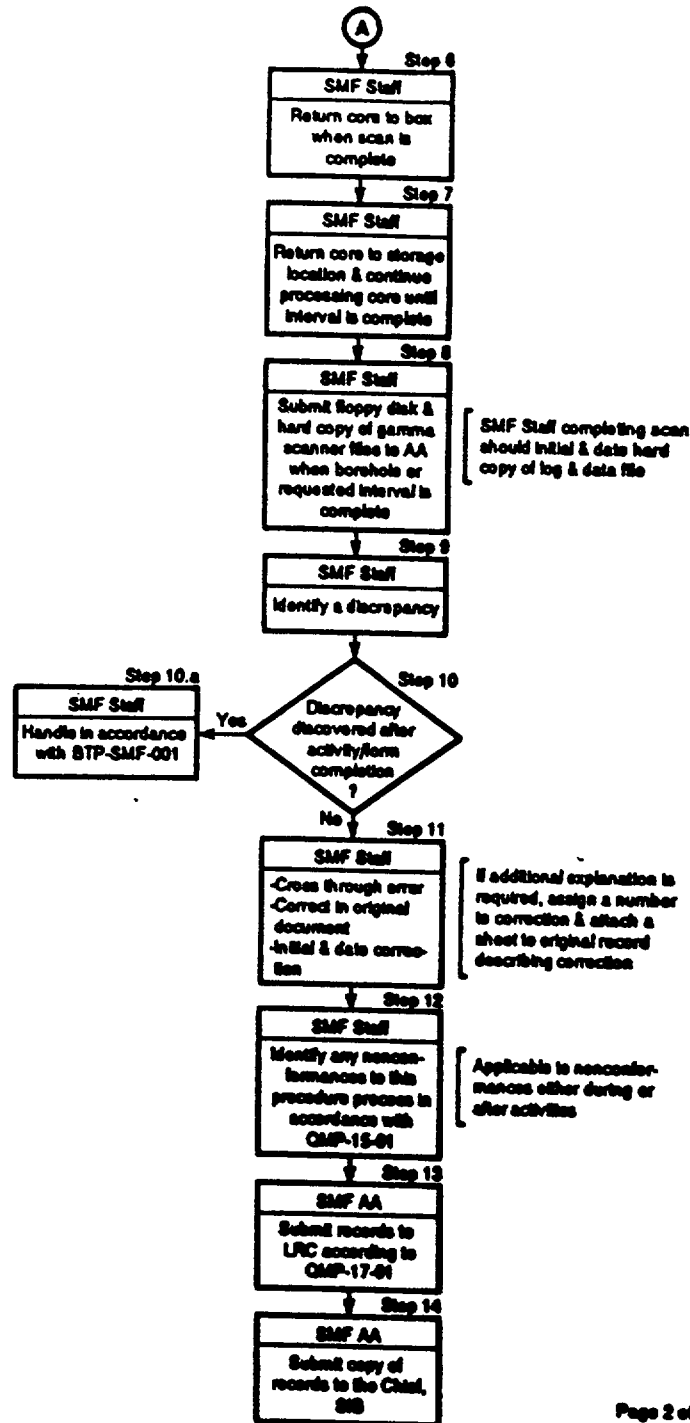 A
Step 6
SMF Staff
Return core to box
when scan is
complete
Step 7
SMF Staff
Return core to storage
location & continue
processing core until
interval is complete
Step 8
SMF Staff
Submit floppy disk &
hard copy of gamma
scanner files to AA
when borehole or
requested interval is
complete
SMF Staff completing scan
should initial & date hard
copy of log & data file
Step 9
SMF Staff
Identify a discrepancy
Step 10
Discrepancy
discovered after
activity/form
completion
?
Yes
Step 10.a
SMF Staff
Handle in accordance
with BTP-SMF-001
No
Step 11
SMF Staff
-Cross through error
-Correct in original
document
-Initial & date correc-
tion
If additional explanation is
required, assign a number
to correction & attach a
sheet to original record
describing correction
Step 12
SMF Staff
Identify any noncon-
formances to this
procedure process in
accordance with
QMP-15-01
Applicable to nonconfor-
mances either during or
after activities
Step 13
SMF AA
Submit records to
LRC according to
QMP-17-01
Step 14
SMF AA
Submit copy of
records to the Chief,
Page 2 of